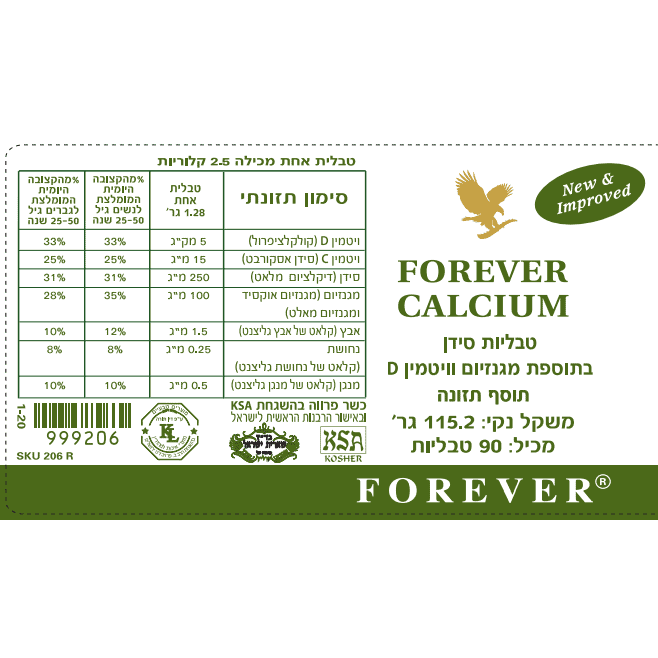 New &
Improved
FOREVER
CALCIUM
טבליות סידן
בתוספת מגנזיום וויטמין D
תוסף תזונה
משקל נקי: 115.2 גר׳
מכיל: 90 טבליות
FOREVER®
טבלית אחת מכילה 2.5 קלוריות
סימון תזונתי
טבלית
אחת
1.28 גר׳
%מהקצובה
היומית
המומלצת
לנשים גיל
25-50 שנה
%מהקצובה
היומית
המומלצת
לגברים גיל
25-50 שנה
ויטמין D (קולקלציפרול) 5 מק״ג 33% 33%
ויטמין C (סידן אסקורבט) 15 מ״ג 25% 25%
סידן (דיקלציום מלאט) 250 מ״ג 31% 31%
מגנזיום (מגנזיום אוקסיד 100 מ״ג 35% 28%
ומגנזיום מאלט)
אבץ (קלאט של אבץ גליצנט) 1.5 מ״ג 12% 10%
נחושת 0.25 מ״ג 8% 8%
(קלאט של נחושת גליצנט)
מנגן (קלאט של מנגן גליצנט) 0.5 מ״ג 10% 10%
כשר פרווה בהשגחת KSA
ובאישור הרבנות הראשית לישראל
KSA
KOSHER
שארית ישראל
KL
999206
1-20
SKU 206 R